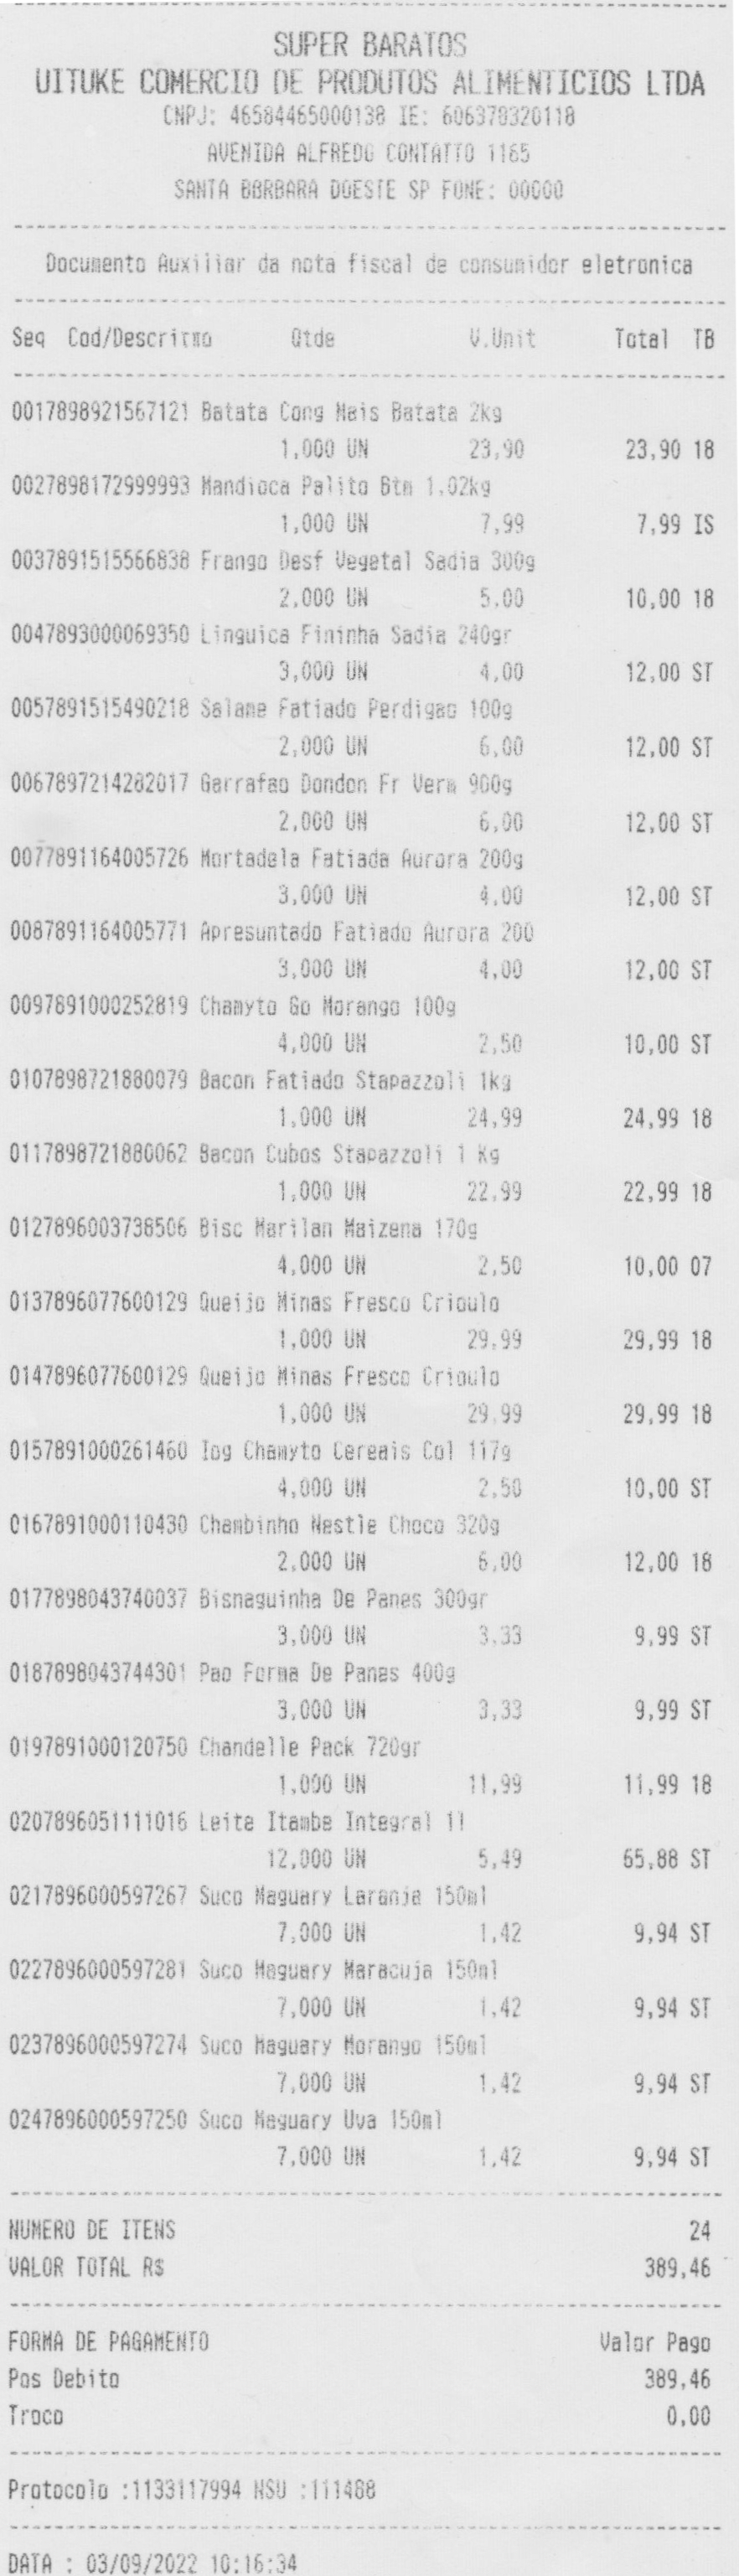 SUPER BARATOS
UITUKE COMERCIO DE PRODUTOS ALIMENTICIOS LTDA
CNPJ: 46584465000138 IE: 606379320118
AVENIDA ALFREDO CONTATTO 1165
SANTA BBRBARA DOESTE SP FONE: 00000
Documento Auxiliar da nota fiscal de consumidor eletronica
Seq Cod/Descri Qtde V.Unit Total TB
0017898921567121 Batata Cong Mais Batata 2kg
1,000 UN 23,90 23,90 18
0027898172999993 Mandioca Palito Btm 1,02kg
1,000 UN 7,99 7,99 IS
0037891515566838 Frango Desf Vegetal Sadia 300g
2,000 UN 5,00 10,00 18
0047893000069350 Linguica Fininha Sadia 240gr
3,000 UN 4,00 12,00 ST
0057891515490218 Salame Fatiado Perdigao 100g
2,000 UN 6,00 12,00 ST
0067897214282017 Garrafao Dondon Fr Verm 900g
2,000 UN 6,00 12,00 ST
0077891164005726 Mortadela Fatiada Aurora 200g
3,000 UN 4,00 12,00 ST
0087891164005771 Apresuntado Fatiado Aurora 200
3,000 UN 4,00 12,00 ST
0097891000252819 Chamyto Go Morango 100g
4,000 UN 2,50 10,00 ST
0107898721880079 Bacon Fatiado Stapazzoli 1kg
1,000 UN 24,99 24,99 18
0117898721880062 Bacon Cubos Stapazzoli 1 Kg
1,000 UN 22,99 22,99 18
0127896003738506 Bisc Marilan Maizena 170g
4,000 UN 2,50 10,00 07
0137896077600129 Queijo Minas Fresco Crioulo
1,000 UN 29,99 29,99 18
0147896077600129 Queijo Minas Fresco Crioulo
1,000 UN 29,99 29,99 18
0157891000261460 Iog Chamyto Cereais Col 117g
4,000 UN 2,50 10,00 ST
0167891000110430 Chambinho Nestle Choco 320g
2,000 UN 6,00 12,00 18
0177898043740037 Bisnaguinha De Panes 300gr
3,000 UN 3,33 9,99 ST
0187898043744301 Pao Forma De Panes 400g
3,000 UN 3,33 9,99 ST
0197891000120750 Chandelle Pack 720gr
1,000 UN 11,99 11,99 18
0207896051111016 Leite Itambe Integral 1l
12,000 UN 5,49 65,88 ST
0217896000597267 Suco Maguary Laranja 150ml
7,000 UN 1,42 9,94 ST
0227896000597281 Suco Maguary Maracuja 150ml
7,000 UN 1,42 9,94 ST
0237896000597274 Suco Maguary Morango 150ml
7,000 UN 1,42 9,94 ST
0247896000597250 Suco Maguary Uva 150ml
7,000 UN 1,42 9,94 ST
NUMERO DE ITENS 24
VALOR TOTAL R$ 389,46
FORMA DE PAGAMENTO Valor Pago
Pos Debito 389,46
Troco 0,00
Protocolo :1133117994 NSU :111488
DATA : 03/09/2022 10:16:34